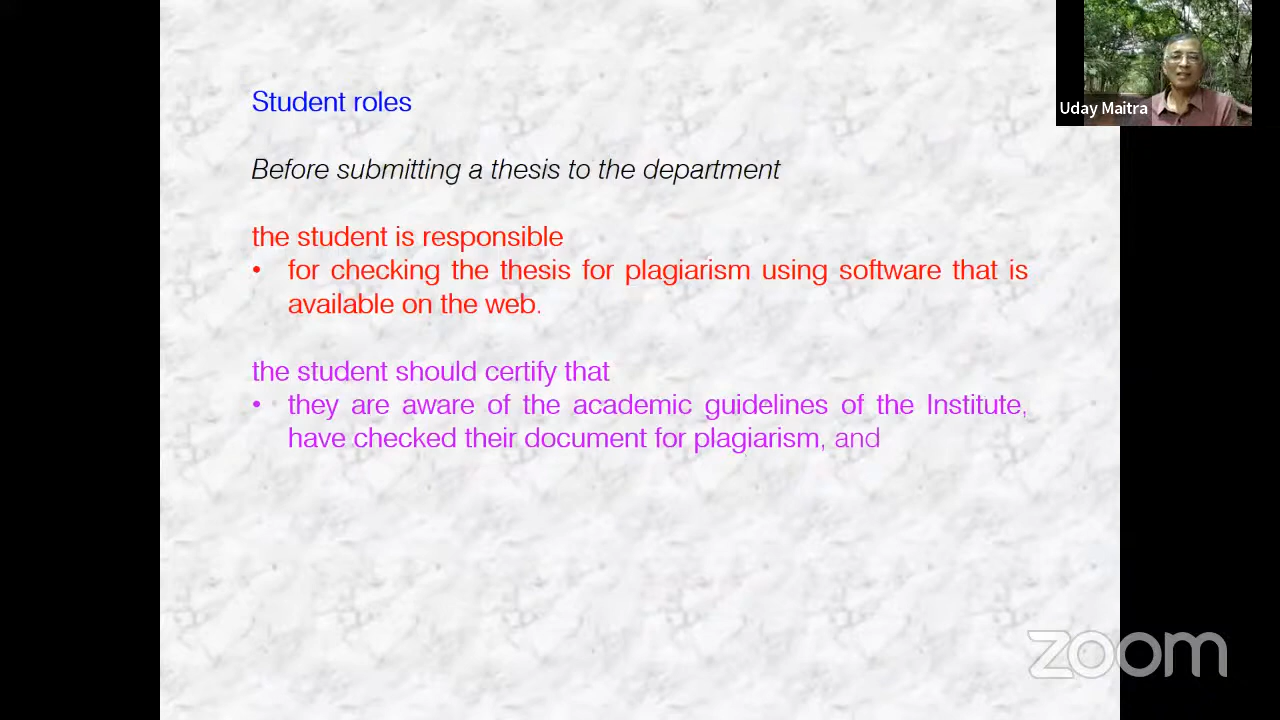 Student roles
Uday Maitra
Before submitting a thesis to the department
the student is responsible
• for checking the thesis for plagiarism using software that is
available on the web.
the student should certify that
• they are aware of the academic guidelines of the Institute,
have checked their document for plagiarism, and
zoom